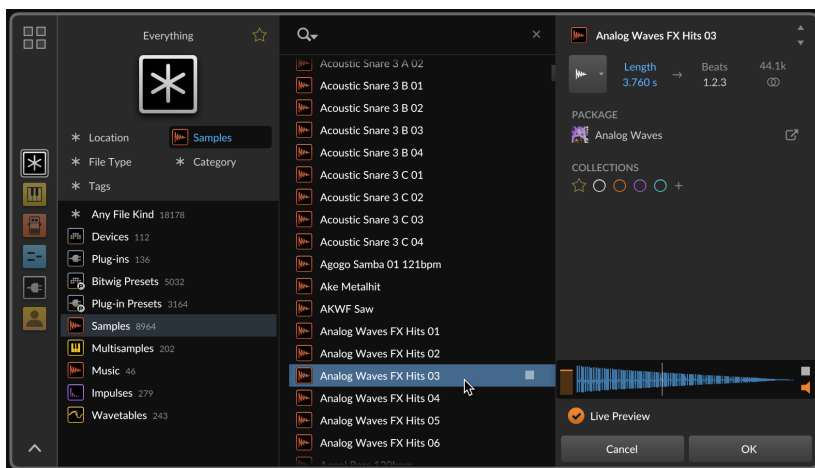 Everything
Location
Samples
File Type
Category
Tags
Any File Kind 18178
Devices 112
Plug-ins 136
Bitwig Presets 5032
Plug-in Presets 3164
Samples 8964
Multisamples 202
Music 46
Impulses 279
Wavetables 243
Acoustic Snare 3 A 02
Acoustic Snare 3 B 01
Acoustic Snare 3 B 02
Acoustic Snare 3 B 03
Acoustic Snare 3 B 04
Acoustic Snare 3 C 01
Acoustic Snare 3 C 02
Acoustic Snare 3 C 03
Acoustic Snare 3 C 04
Agogo Samba 01 121bpm
Ake Metalhit
AKWF Saw
Analog Waves FX Hits 01
Analog Waves FX Hits 02
Analog Waves FX Hits 03
Analog Waves FX Hits 04
Analog Waves FX Hits 05
Analog Waves FX Hits 06
Analog Waves FX Hits 03
Length → Beats 44.1k
3.760 s 1.2.3
PACKAGE
Analog Waves
COLLECTIONS
Live Preview
Cancel OK